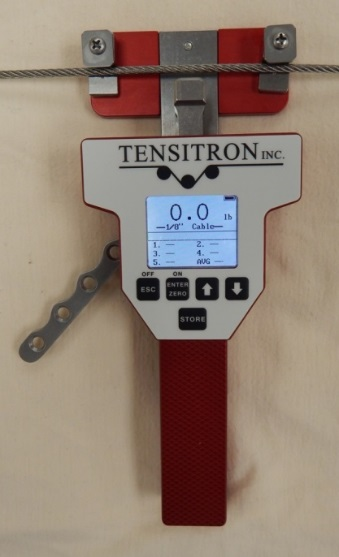 TENSITRON INC.
0.0 lb
1/8" Cable
1. — 2. —
3. — 4. —
5. — AVG —
OFF ON
ESC ENTER ZERO
STORE